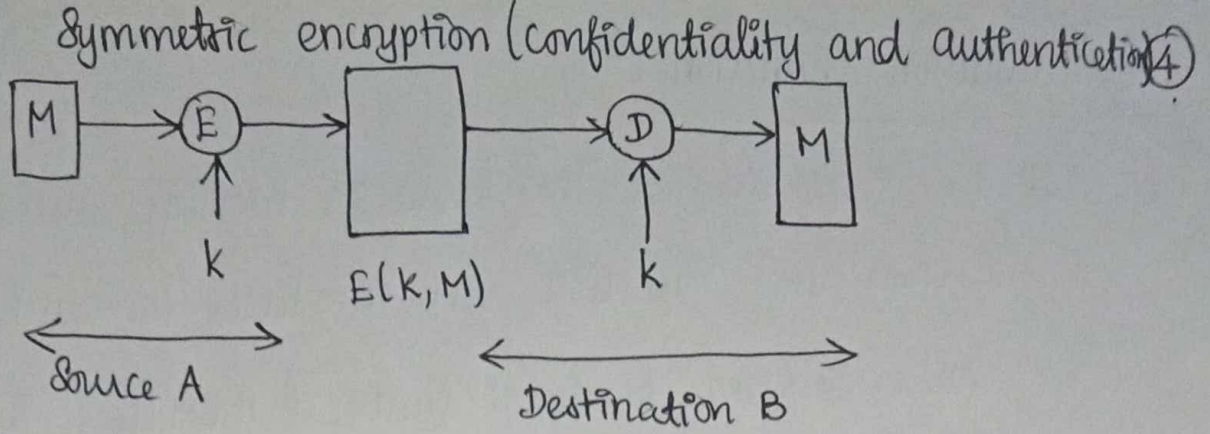 Symmetric encryption (confidentiality and authentication) ④
M E D M
K K
E(K, M)
Source A
Destination B